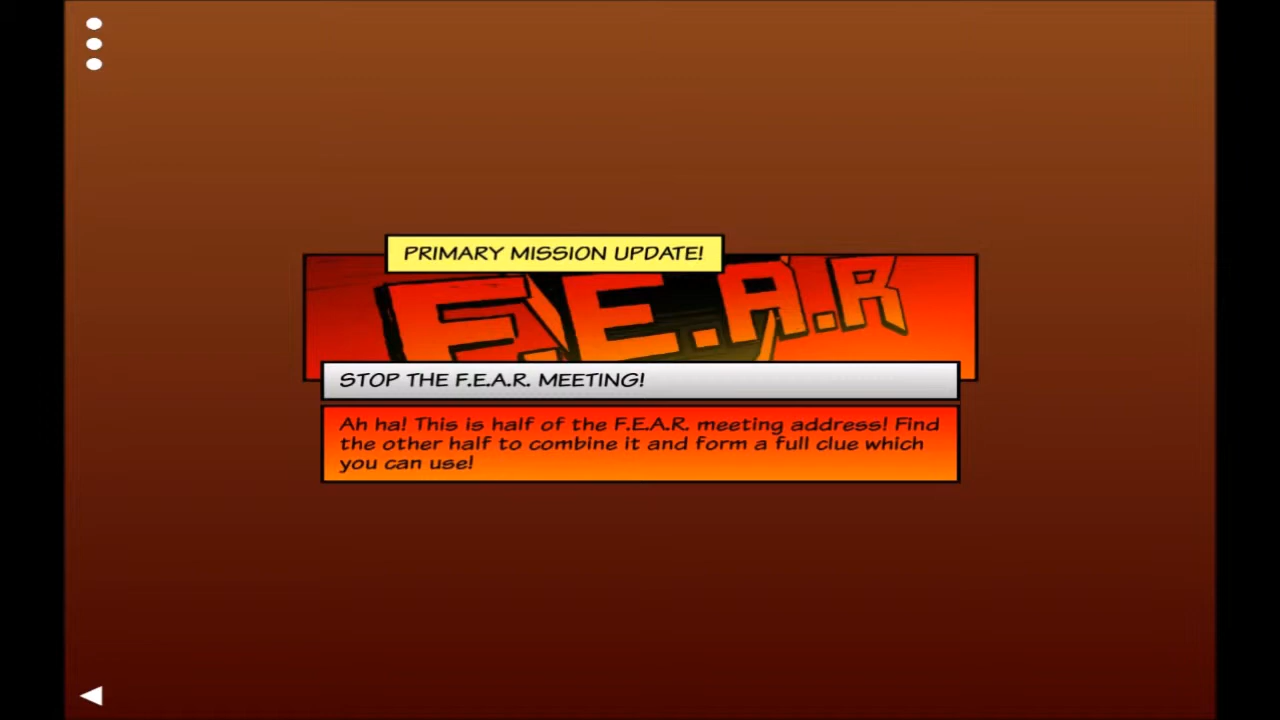 PRIMARY MISSION UPDATE!
F.E.A.R
STOP THE F.E.A.R. MEETING!
Ah ha! This is half of the F.E.A.R. meeting address! Find
the other half to combine it and form a full clue which
you can use!